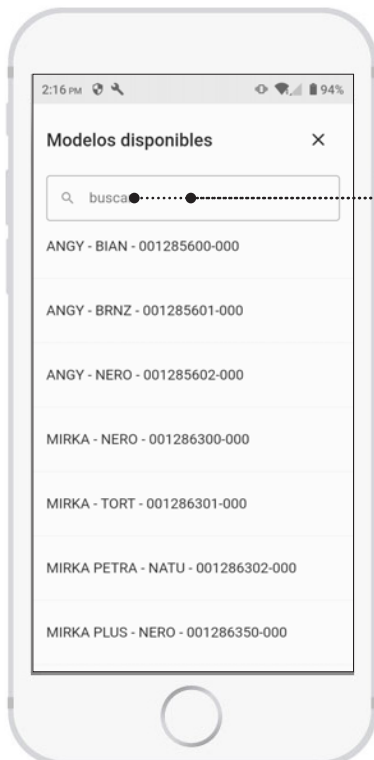 2:16 PM 94%
Modelos disponibles
busca
ANGY - BIAN - 001285600-000
ANGY - BRNZ - 001285601-000
ANGY - NERO - 001285602-000
MIRKA - NERO - 001286300-000
MIRKA - TORT - 001286301-000
MIRKA PETRA - NATU - 001286302-000
MIRKA PLUS - NERO - 001286350-000